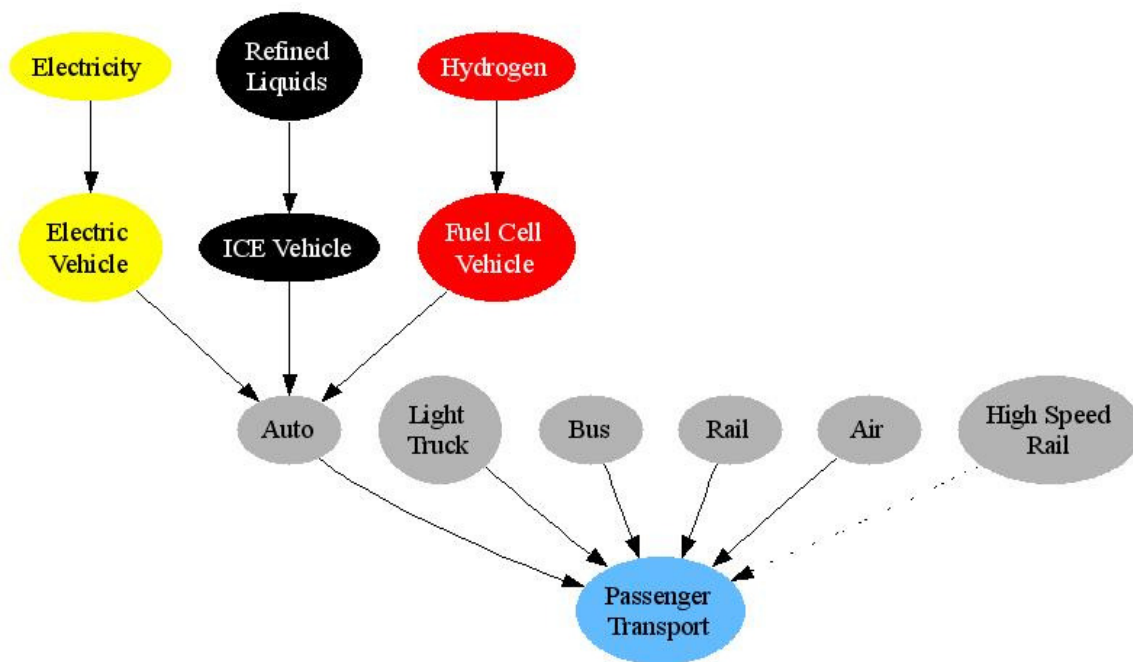 Electricity
Refined
Liquids
Hydrogen
Electric
Vehicle
ICE Vehicle
Fuel Cell
Vehicle
Auto
Light
Truck
Bus
Rail
Air
High Speed
Rail
Passenger
Transport